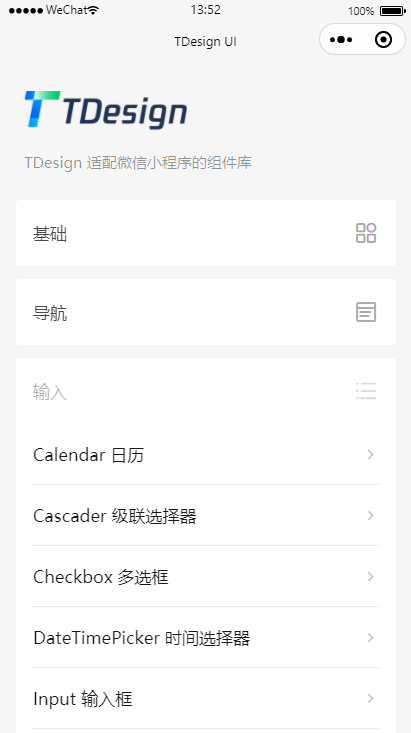 WeChat 13:52 100%
TDesign UI
TDesign
TDesign 适配微信小程序的组件库
基础
导航
输入
Calendar 日历
Cascader 级联选择器
Checkbox 多选框
DateTimePicker 时间选择器
Input 输入框